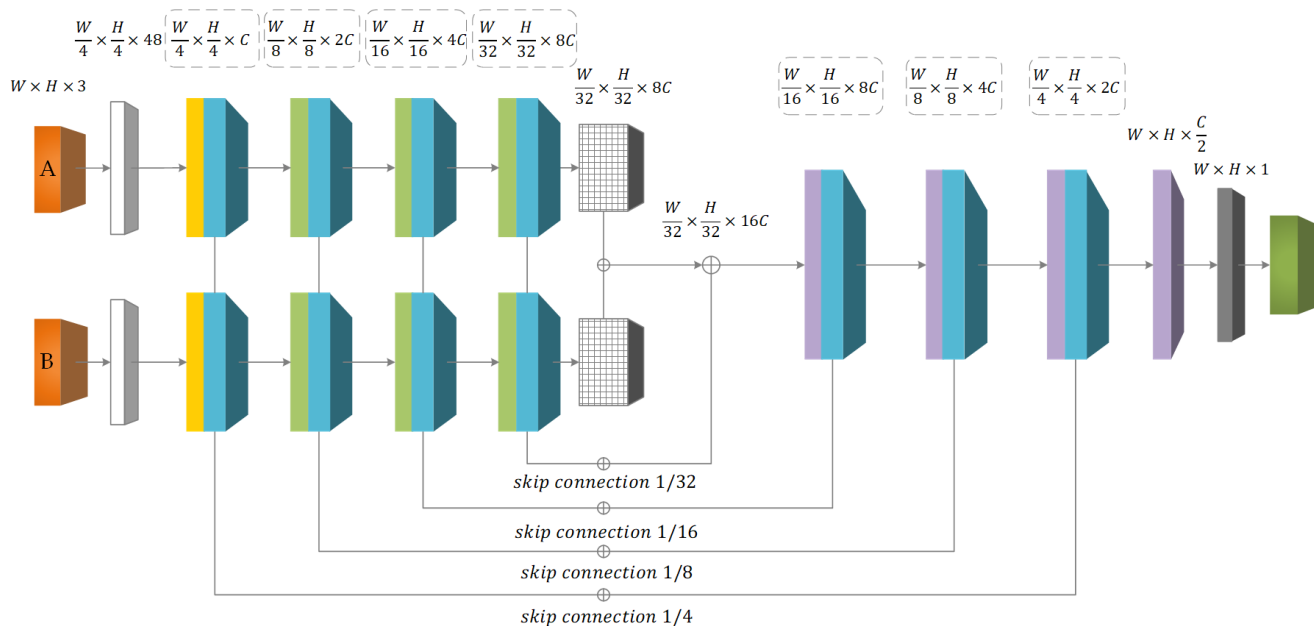 W/4 × H/4 × 48
W/4 × H/4 × C
W/8 × H/8 × 2C
W/16 × H/16 × 4C
W/32 × H/32 × 8C
W × H × 3
W/32 × H/32 × 8C
W/16 × H/16 × 8C
W/8 × H/8 × 4C
W/4 × H/4 × 2C
W × H × C/2
W × H × 1
A
W/32 × H/32 × 16C
B
skip connection 1/32
skip connection 1/16
skip connection 1/8
skip connection 1/4